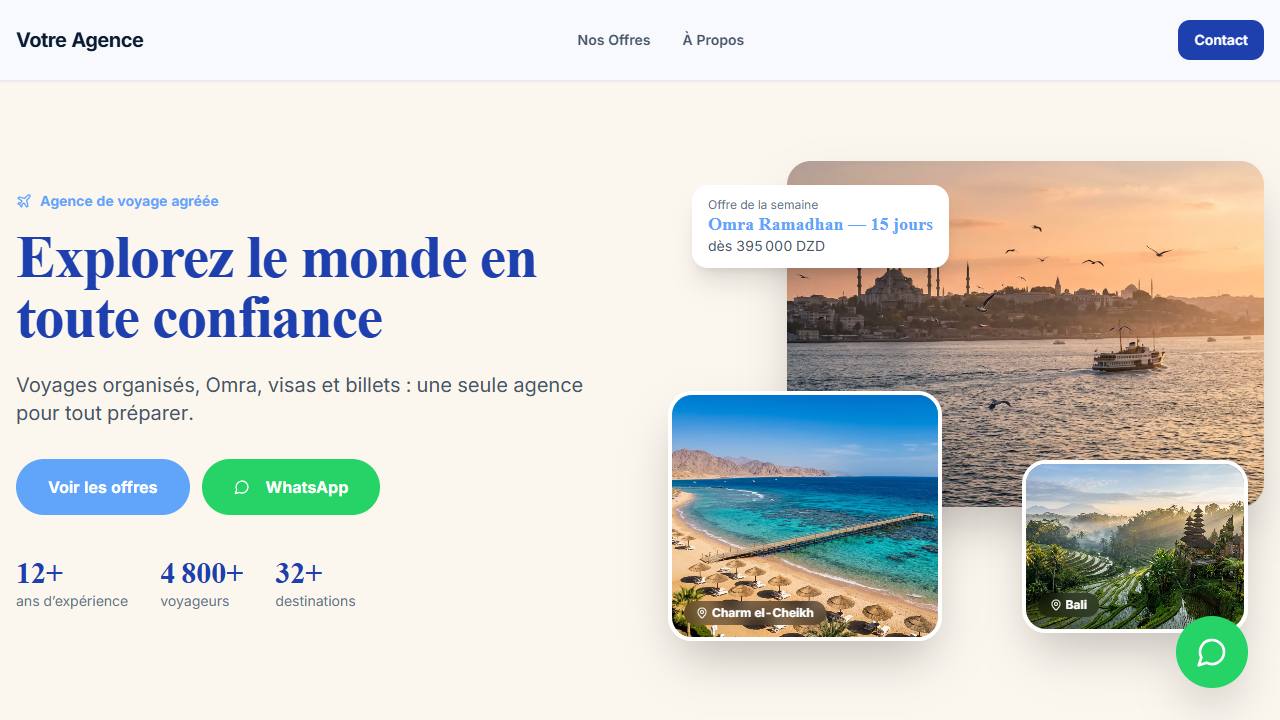 Votre Agence
Nos Offres
À Propos
Contact
Agence de voyage agréée
Explorez le monde en
toute confiance
Voyages organisés, Omra, visas et billets : une seule agence
pour tout préparer.
Voir les offres
WhatsApp
12+
ans d’expérience
4 800+
voyageurs
32+
destinations
Offre de la semaine
Omra Ramadhan — 15 jours
dès 395 000 DZD
Charm el-Cheikh
Bali